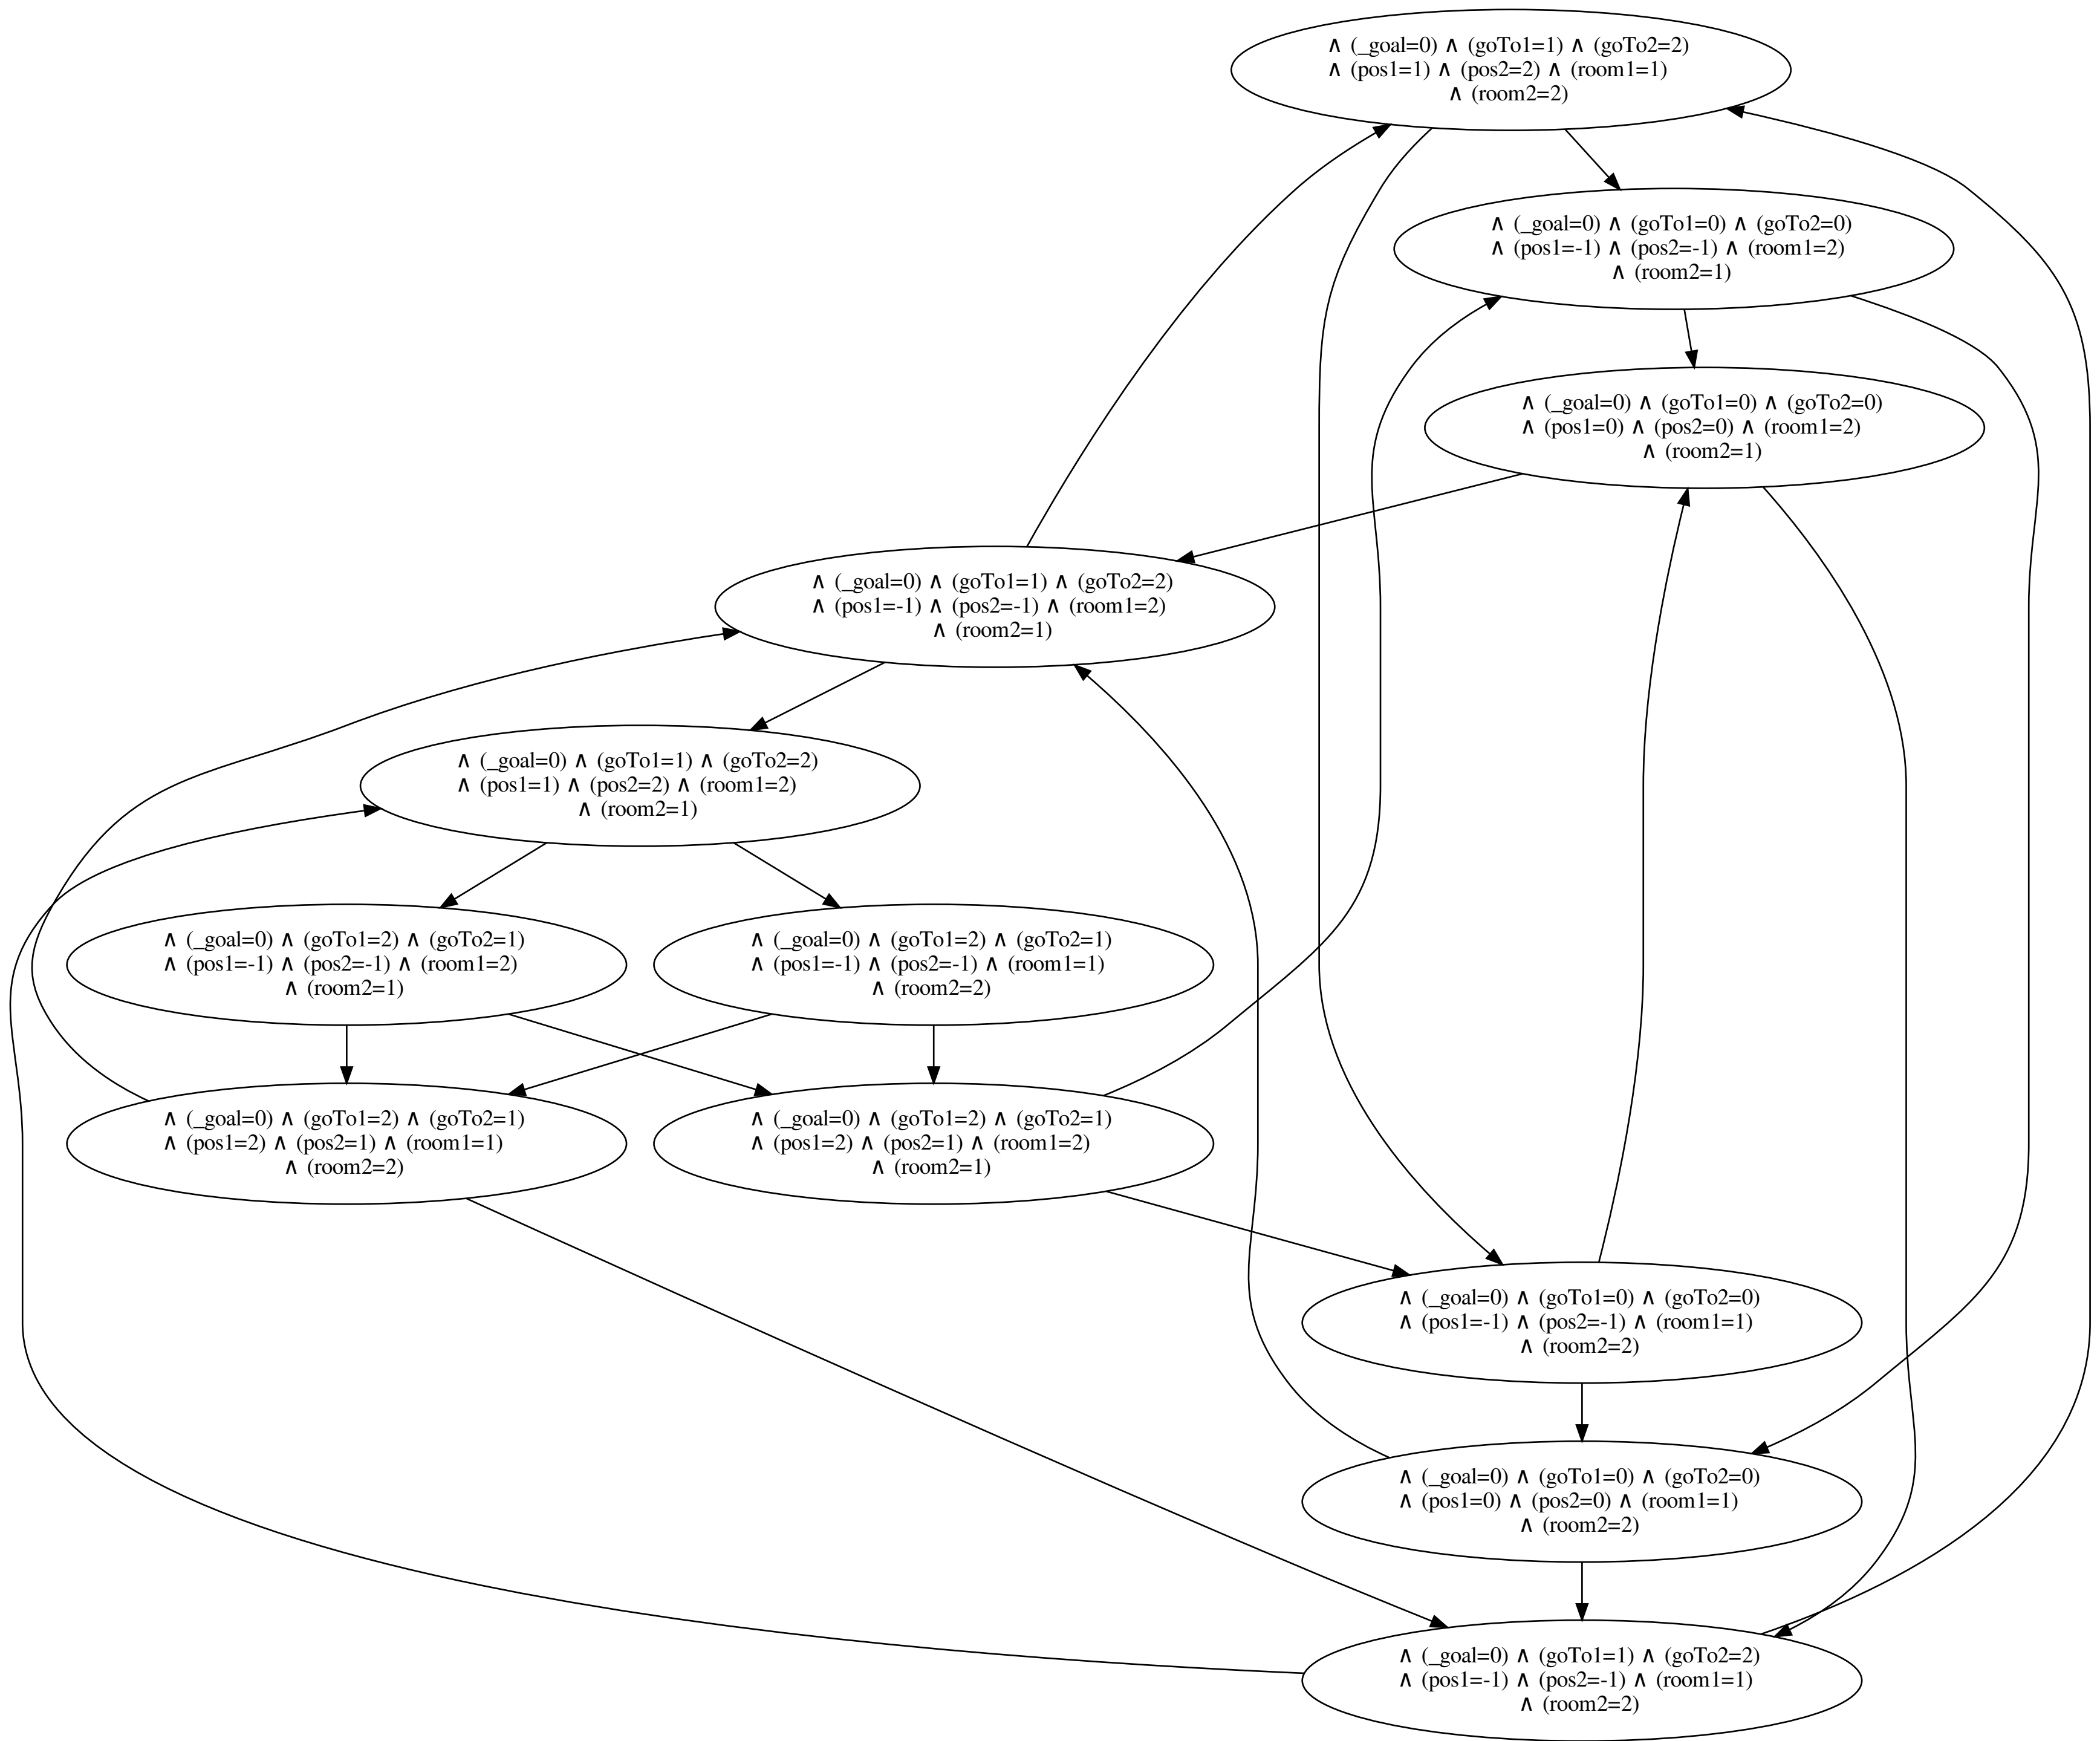 ∧ (_goal=0) ∧ (goTo1=1) ∧ (goTo2=2)
∧ (pos1=1) ∧ (pos2=2) ∧ (room1=1)
∧ (room2=2)
∧ (_goal=0) ∧ (goTo1=0) ∧ (goTo2=0)
∧ (pos1=-1) ∧ (pos2=-1) ∧ (room1=2)
∧ (room2=1)
∧ (_goal=0) ∧ (goTo1=0) ∧ (goTo2=0)
∧ (pos1=0) ∧ (pos2=0) ∧ (room1=2)
∧ (room2=1)
∧ (_goal=0) ∧ (goTo1=1) ∧ (goTo2=2)
∧ (pos1=-1) ∧ (pos2=-1) ∧ (room1=2)
∧ (room2=1)
∧ (_goal=0) ∧ (goTo1=1) ∧ (goTo2=2)
∧ (pos1=1) ∧ (pos2=2) ∧ (room1=2)
∧ (room2=1)
∧ (_goal=0) ∧ (goTo1=2) ∧ (goTo2=1)
∧ (pos1=-1) ∧ (pos2=-1) ∧ (room1=2)
∧ (room2=1)
∧ (_goal=0) ∧ (goTo1=2) ∧ (goTo2=1)
∧ (pos1=-1) ∧ (pos2=-1) ∧ (room1=1)
∧ (room2=2)
∧ (_goal=0) ∧ (goTo1=2) ∧ (goTo2=1)
∧ (pos1=2) ∧ (pos2=1) ∧ (room1=1)
∧ (room2=2)
∧ (_goal=0) ∧ (goTo1=2) ∧ (goTo2=1)
∧ (pos1=2) ∧ (pos2=1) ∧ (room1=2)
∧ (room2=1)
∧ (_goal=0) ∧ (goTo1=0) ∧ (goTo2=0)
∧ (pos1=-1) ∧ (pos2=-1) ∧ (room1=1)
∧ (room2=2)
∧ (_goal=0) ∧ (goTo1=0) ∧ (goTo2=0)
∧ (pos1=0) ∧ (pos2=0) ∧ (room1=1)
∧ (room2=2)
∧ (_goal=0) ∧ (goTo1=1) ∧ (goTo2=2)
∧ (pos1=-1) ∧ (pos2=-1) ∧ (room1=1)
∧ (room2=2)